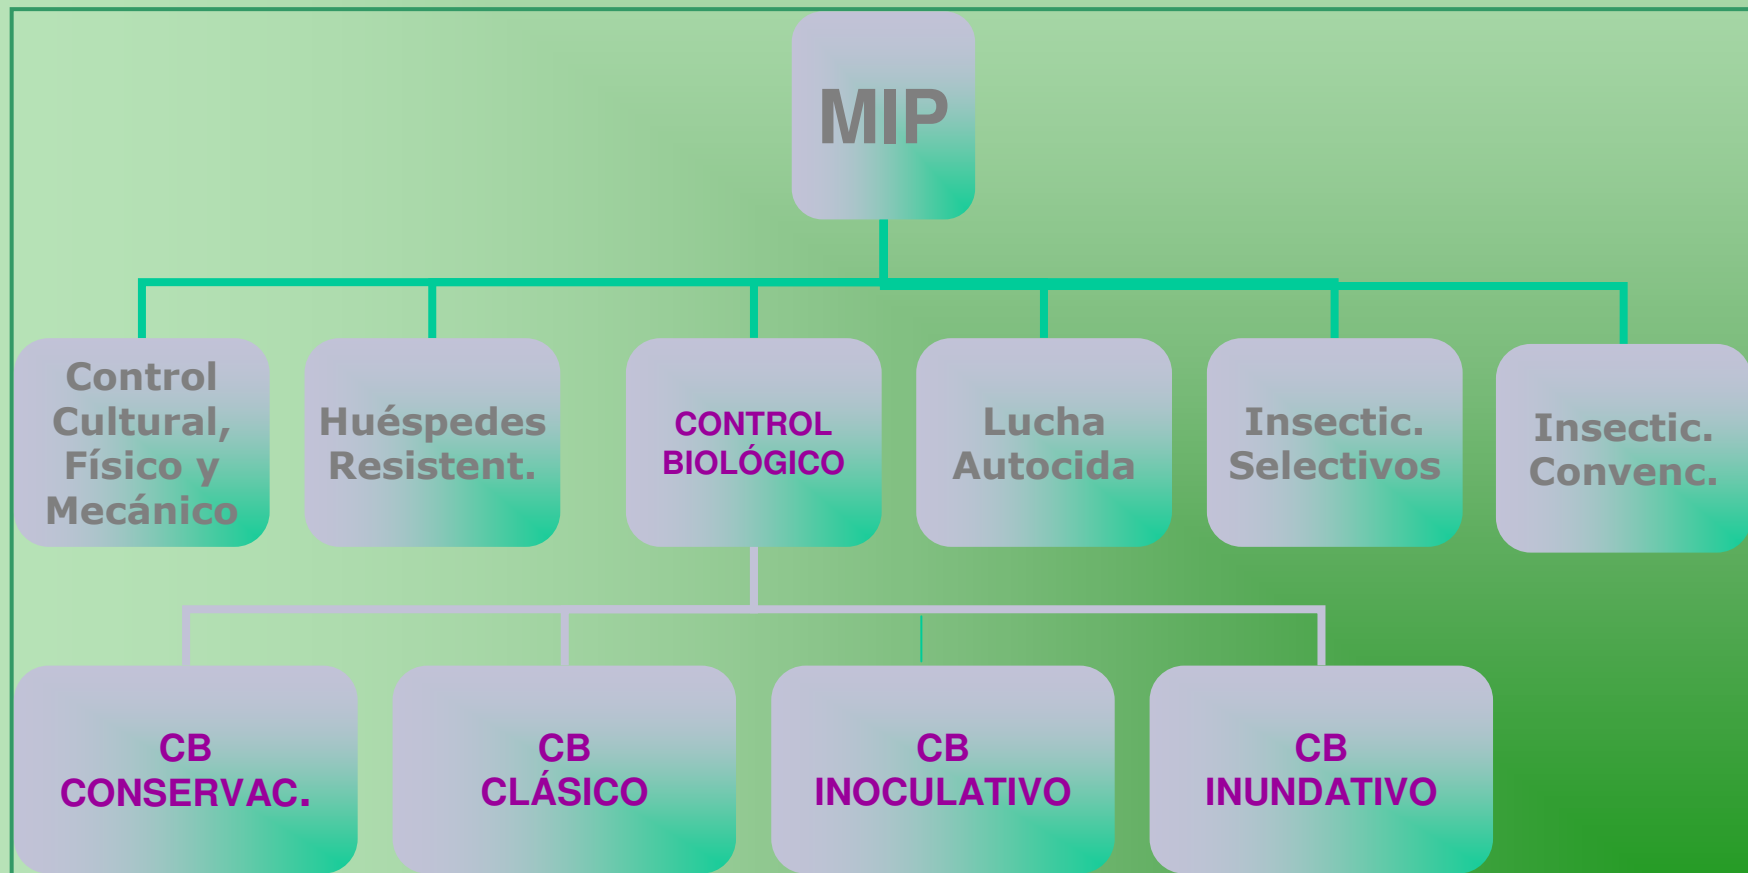 MIP
Control
Cultural,
Físico y
Mecánico
Huéspedes
Resistent.
CONTROL
BIOLÓGICO
Lucha
Autocida
Insectic.
Selectivos
Insectic.
Convenc.
CB
CONSERVAC.
CB
CLÁSICO
CB
INOCULATIVO
CB
INUNDATIVO